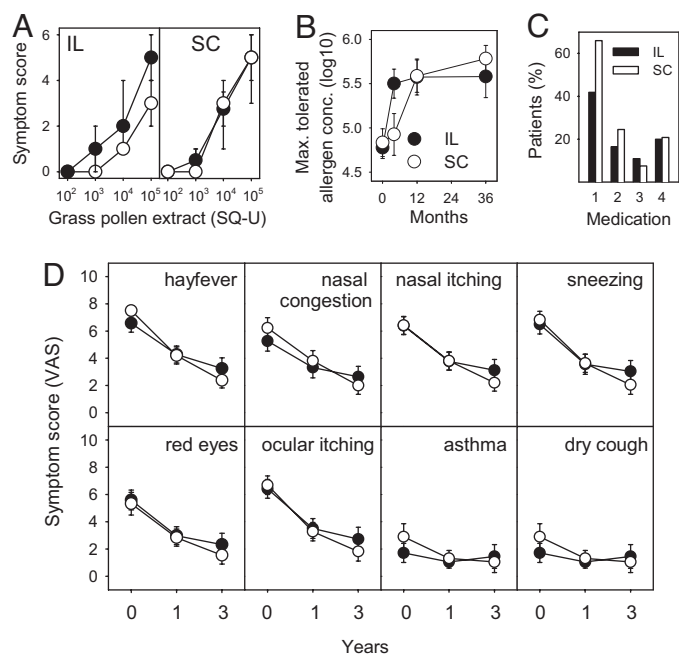 A
IL
SC
Symptom score
6
4
2
0
10² 10³ 10⁴ 10⁵ 10² 10³ 10⁴ 10⁵
Grass pollen extract (SQ-U)
B
Max. tolerated
allergen conc. (log10)
6.0
5.5
5.0
4.5
IL
SC
0 12 24 36
Months
C
Patients (%)
60
40
20
IL
SC
1 2 3 4
Medication
D
Symptom score (VAS)
10
8
6
4
2
0
hayfever
nasal
congestion
nasal itching
sneezing
10
8
6
4
2
0
red eyes
ocular itching
asthma
dry cough
0 1 3 0 1 3 0 1 3 0 1 3
Years